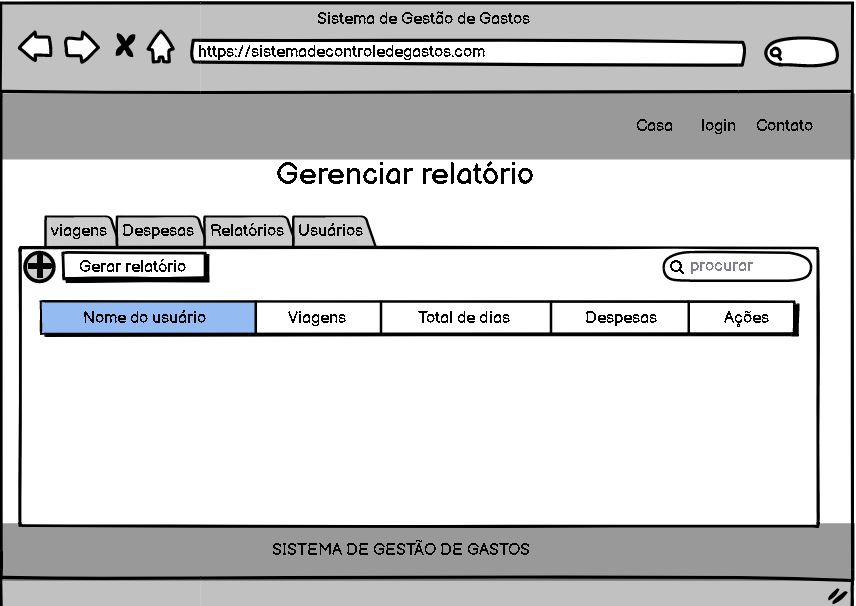 Sistema de Gestão de Gastos
https://sistemadecontroledegastos.com
Casa login Contato
Gerenciar relatório
viagens Despesas Relatórios Usuários
Gerar relatório procurar
Nome do usuário Viagens Total de dias Despesas Ações
SISTEMA DE GESTÃO DE GASTOS